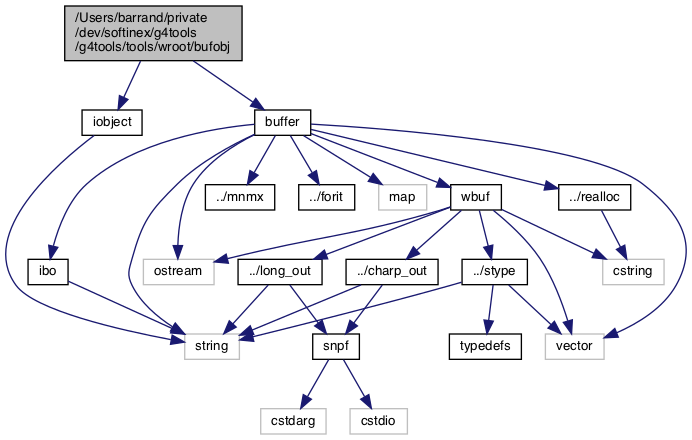 /Users/barrand/private
/dev/softinex/g4tools
/g4tools/tools/wroot/bufobj
iobject
buffer
../mnmx
../forit
map
wbuf
../realloc
ibo
ostream
../long_out
../charp_out
../stype
cstring
string
snpf
typedefs
vector
cstdarg
cstdio